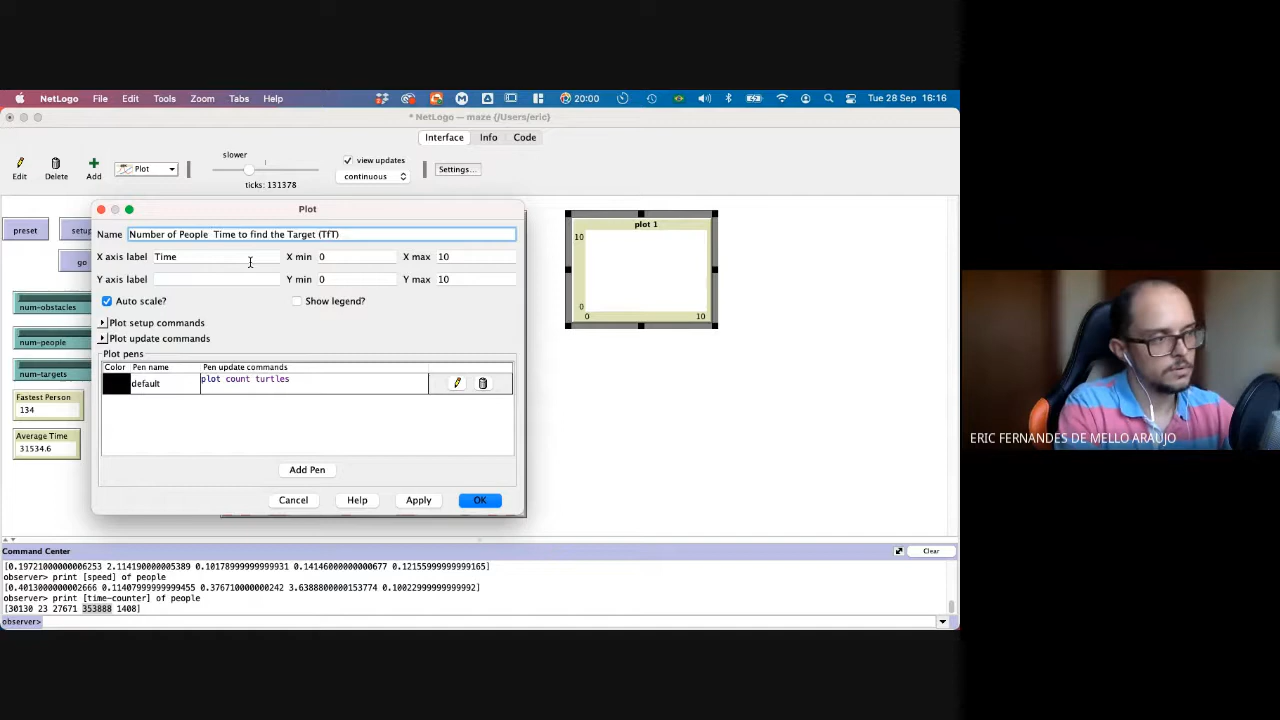 NetLogo File Edit Tools Zoom Tabs Help 20:00 Tue 28 Sep 16:16
* NetLogo — maze {/Users/eric}
Interface Info Code
Edit Delete Add Plot slower ticks: 131378 view updates continuous Settings...
preset
setup
go
num-obstacles
num-people
num-targets
Fastest Person
134
Average Time
31534.6
Plot
Name Number of People  Time to find the Target (TfT)
X axis label Time X min 0 X max 10
Y axis label Y min 0 Y max 10
Auto scale? Show legend?
Plot setup commands
Plot update commands
Plot pens
Color Pen name Pen update commands
default plot count turtles
Add Pen
Cancel Help Apply OK
plot 1
10
0
0 10
Command Center Clear
observer> print [speed] of people
observer> print [time-counter] of people
[30130 23 27671 353888 1408]
observer>
ERIC FERNANDES DE MELLO ARAUJO